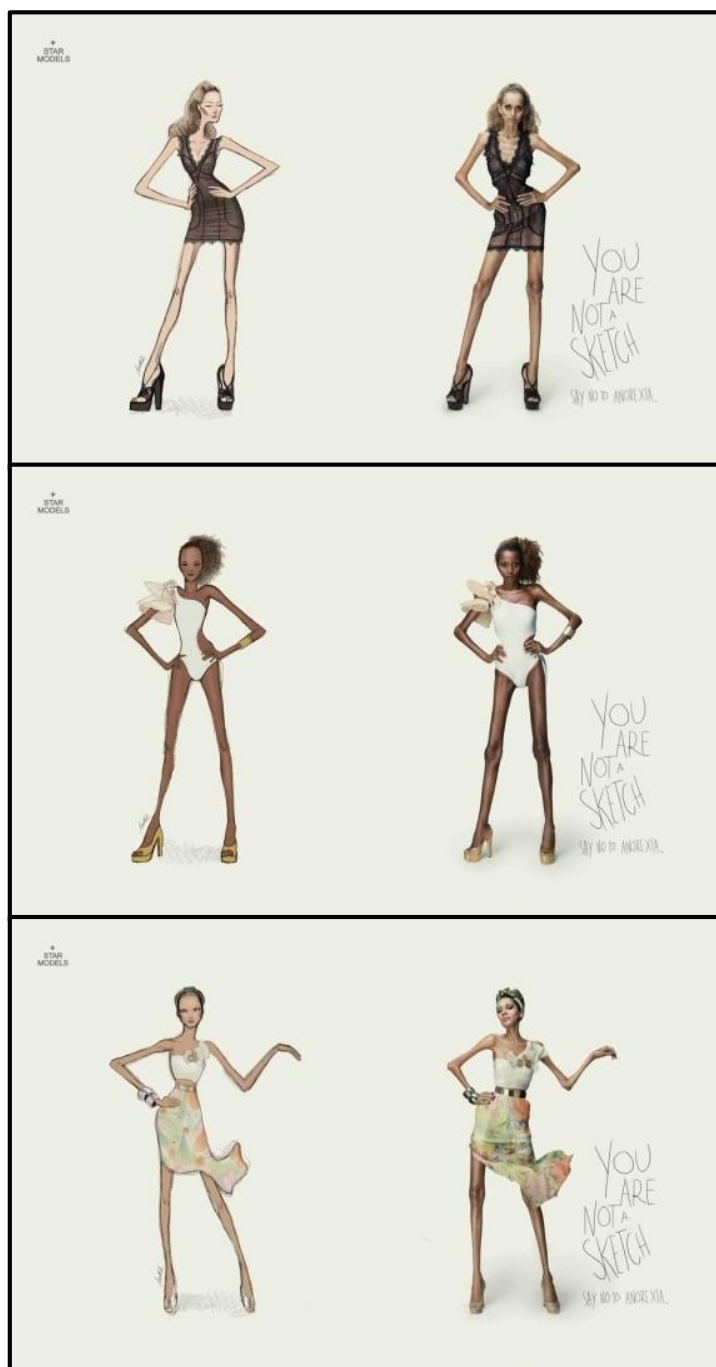 +
STAR
MODELS
YOU
ARE
NOT A
SKETCH
SAY NO TO ANOREXIA.
+
STAR
MODELS
YOU
ARE
NOT A
SKETCH
SAY NO TO ANOREXIA.
+
STAR
MODELS
YOU
ARE
NOT A
SKETCH
SAY NO TO ANOREXIA.